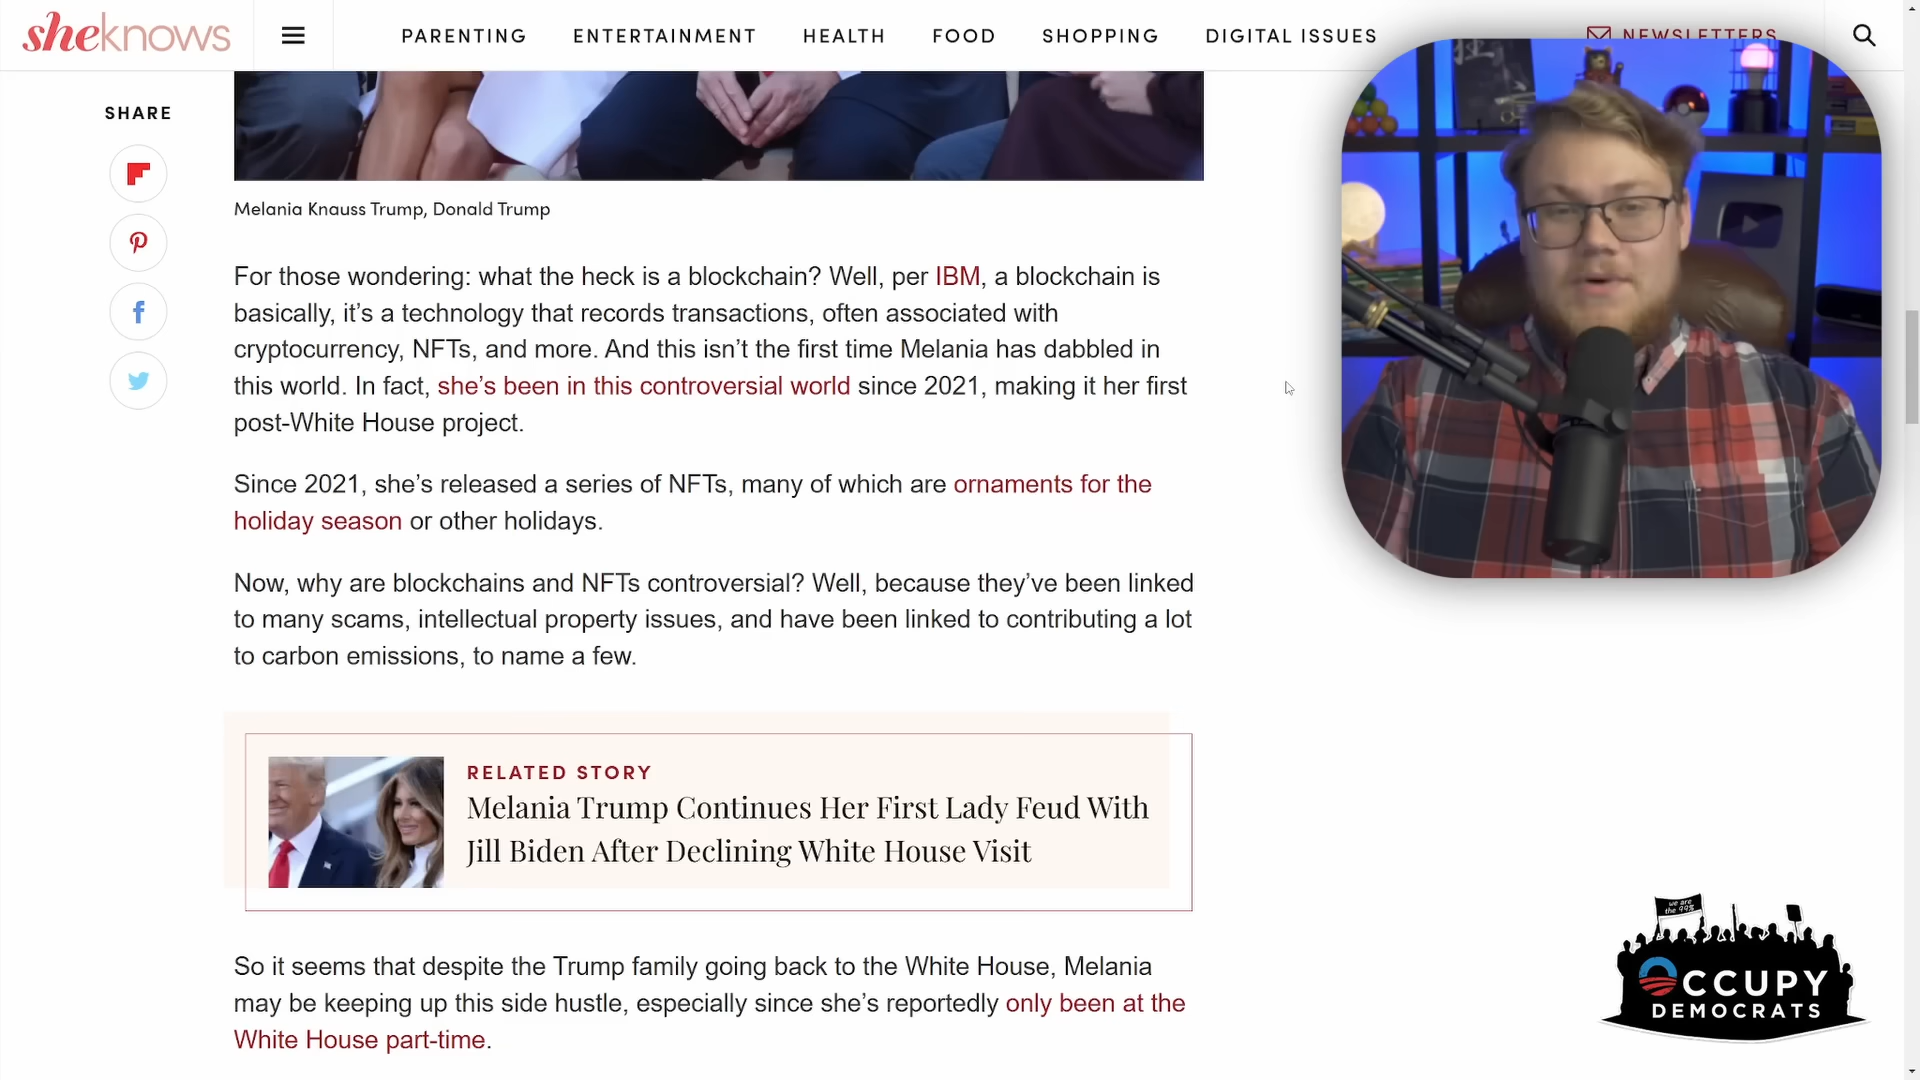 sheknows
PARENTING ENTERTAINMENT HEALTH FOOD SHOPPING DIGITAL ISSUES NEWSLETTERS
SHARE
Melania Knauss Trump, Donald Trump
For those wondering: what the heck is a blockchain? Well, per IBM, a blockchain is
basically, it’s a technology that records transactions, often associated with
cryptocurrency, NFTs, and more. And this isn’t the first time Melania has dabbled in
this world. In fact, she’s been in this controversial world since 2021, making it her first
post-White House project.
Since 2021, she’s released a series of NFTs, many of which are ornaments for the
holiday season or other holidays.
Now, why are blockchains and NFTs controversial? Well, because they’ve been linked
to many scams, intellectual property issues, and have been linked to contributing a lot
to carbon emissions, to name a few.
RELATED STORY
Melania Trump Continues Her First Lady Feud With
Jill Biden After Declining White House Visit
So it seems that despite the Trump family going back to the White House, Melania
may be keeping up this side hustle, especially since she’s reportedly only been at the
White House part-time.
we are
the 99%
OCCUPY
DEMOCRATS